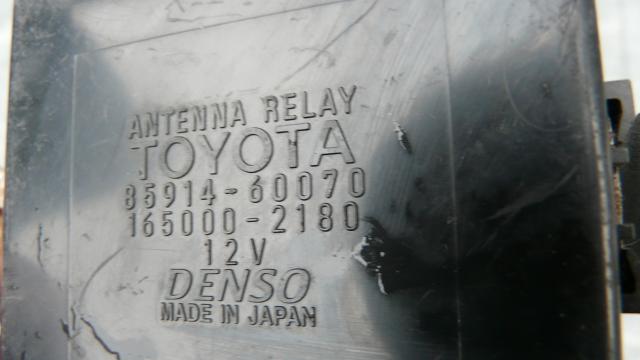 ANTENNA RELAY
TOYOTA
85914-60070
165000-2180
12V
DENSO
MADE IN JAPAN